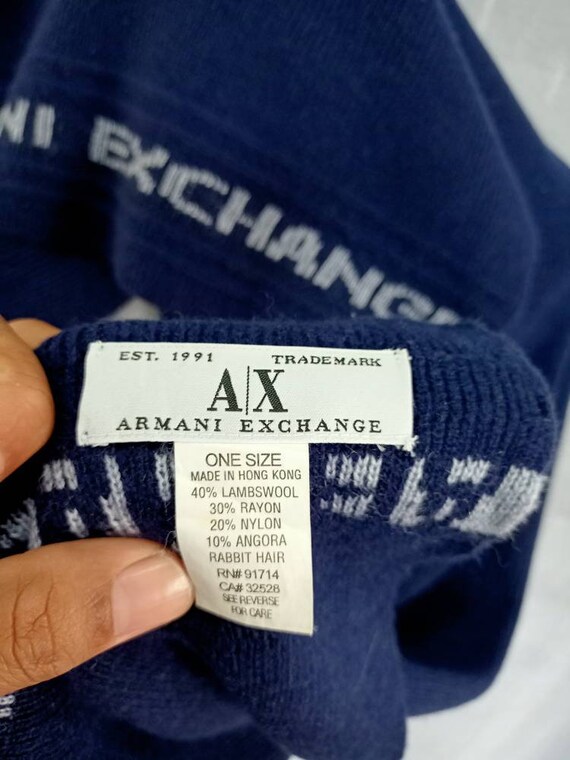 NI EXCHANGE
EST. 1991 TRADEMARK
A|X
ARMANI EXCHANGE
ONE SIZE
MADE IN HONG KONG
40% LAMBSWOOL
30% RAYON
20% NYLON
10% ANGORA
RABBIT HAIR
RN# 91714
CA# 32528
SEE REVERSE
FOR CARE